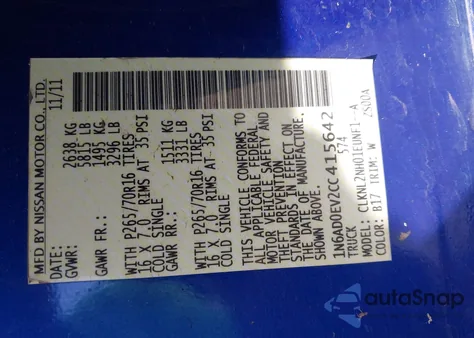 MFD BY NISSAN MOTOR CO., LTD.
DATE: 11/11
GVWR: 2638 KG
5815 LB
GAWR FR.: 1495 KG
3296 LB
WITH P265/70R16 TIRES
16 X 7.0 RIMS AT 35 PSI
COLD SINGLE
GAWR RR.: 1511 KG
3331 LB
WITH P265/70R16 TIRES
16 X 7.0 RIMS AT 35 PSI
COLD SINGLE
THIS VEHICLE CONFORMS TO
ALL APPLICABLE FEDERAL
MOTOR VEHICLE SAFETY AND
THEFT PREVENTION
STANDARDS IN EFFECT ON
THE DATE OF MANUFACTURE
SHOWN ABOVE.
1N6AD0EV2CC415642
TRUCK 574
MODEL: CLKNL2NH01EUNF1--A
COLOR: B17 TRIM: W 2S00A
autoSnap